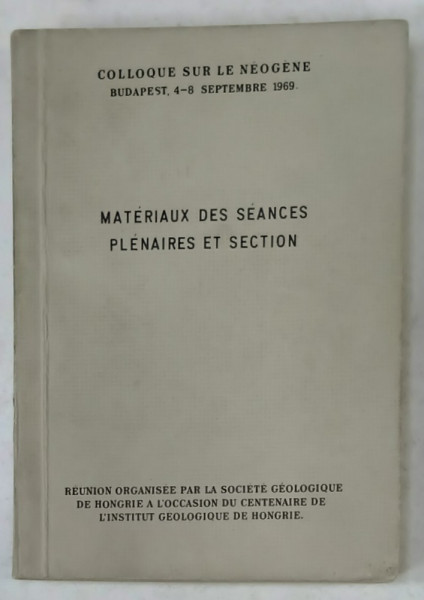 COLLOQUE SUR LE NÉOGÈNE
BUDAPEST, 4–8 SEPTEMBRE 1969.
MATÉRIAUX DES SÉANCES
PLÉNAIRES ET SECTION
RÉUNION ORGANISÉE PAR LA SOCIÉTÉ GÉOLOGIQUE
DE HONGRIE A L'OCCASION DU CENTENAIRE DE
L'INSTITUT GEOLOGIQUE DE HONGRIE.